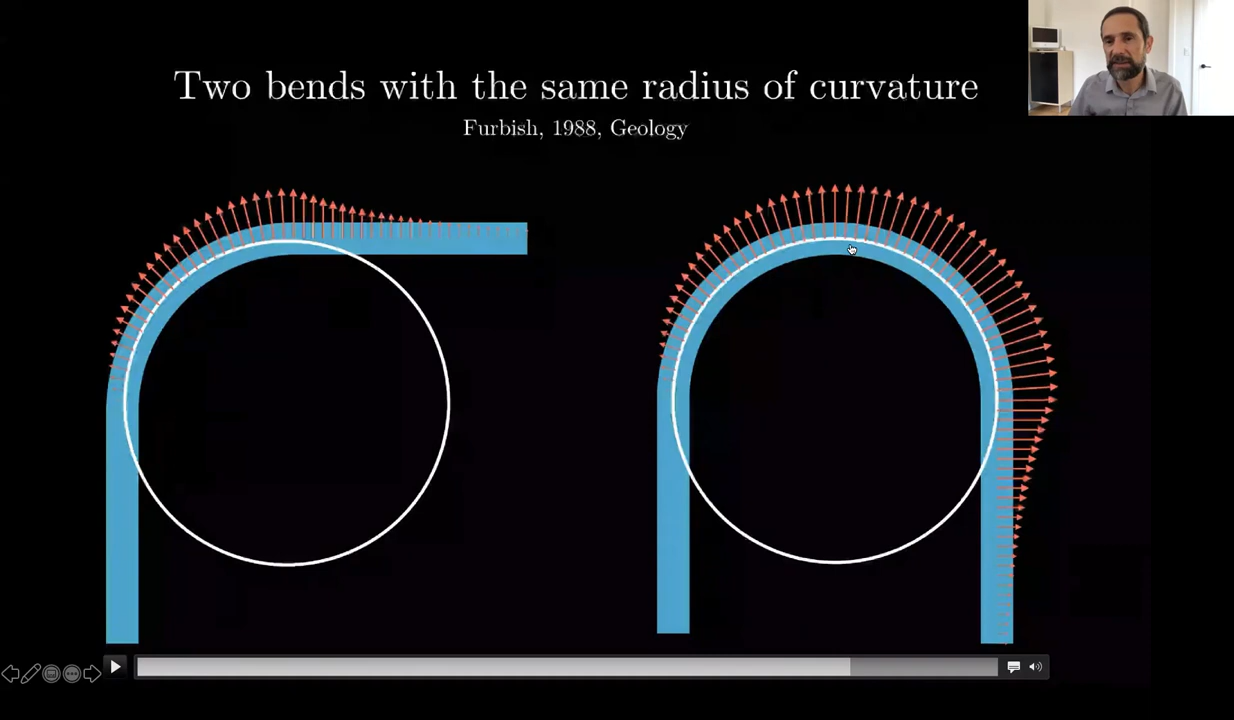 Two bends with the same radius of curvature
Furbish, 1988, Geology